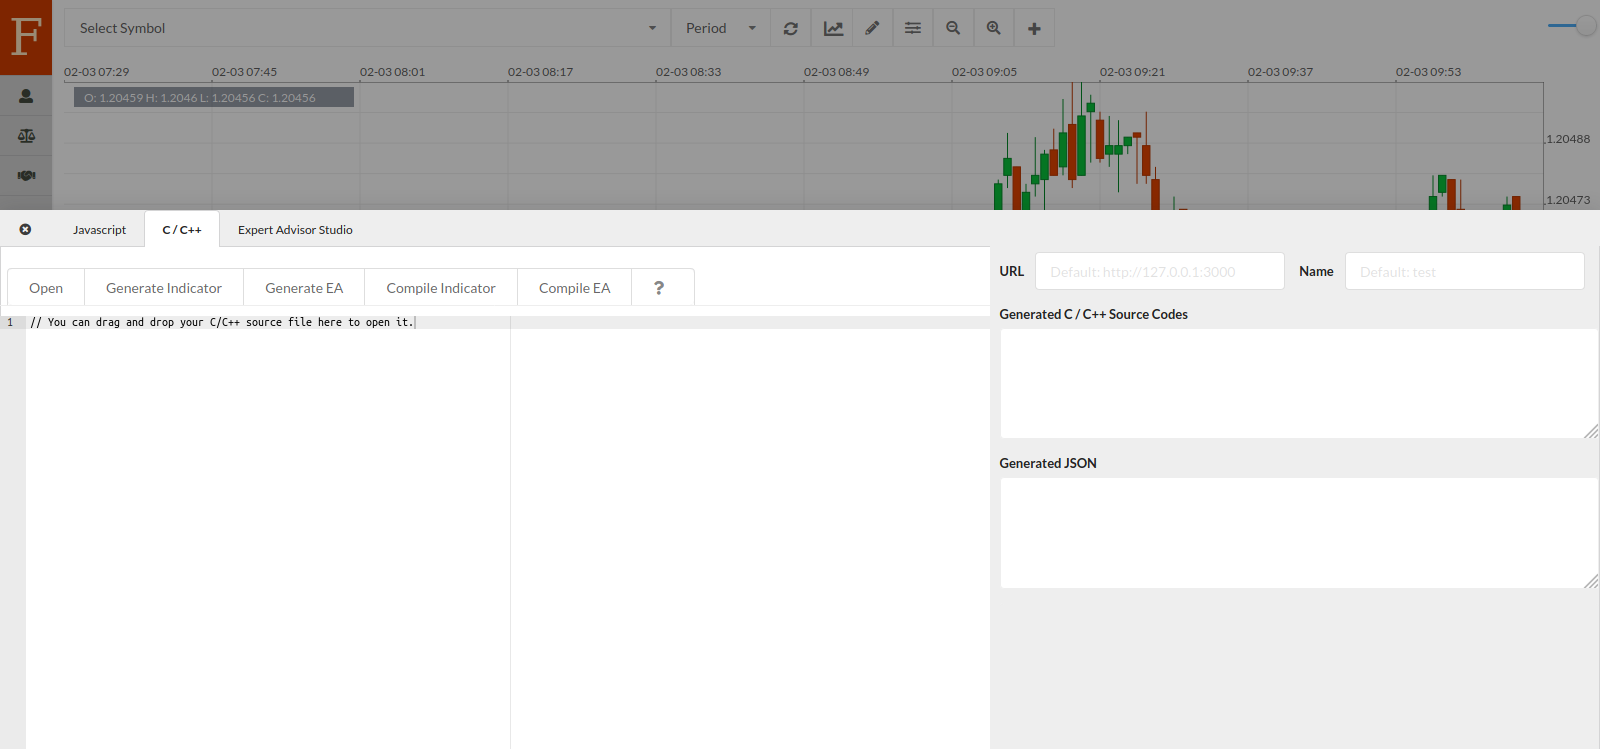 F
Select Symbol
Period
02-03 07:29 02-03 07:45 02-03 08:01 02-03 08:17 02-03 08:33 02-03 08:49 02-03 09:05 02-03 09:21 02-03 09:37 02-03 09:53
O: 1.20459 H: 1.2046 L: 1.20456 C: 1.20456
1.20488
1.20473
Javascript C / C++ Expert Advisor Studio
URL Default: http://127.0.0.1:3000 Name Default: test
Open Generate Indicator Generate EA Compile Indicator Compile EA ?
Generated C / C++ Source Codes
1 // You can drag and drop your C/C++ source file here to open it.
Generated JSON